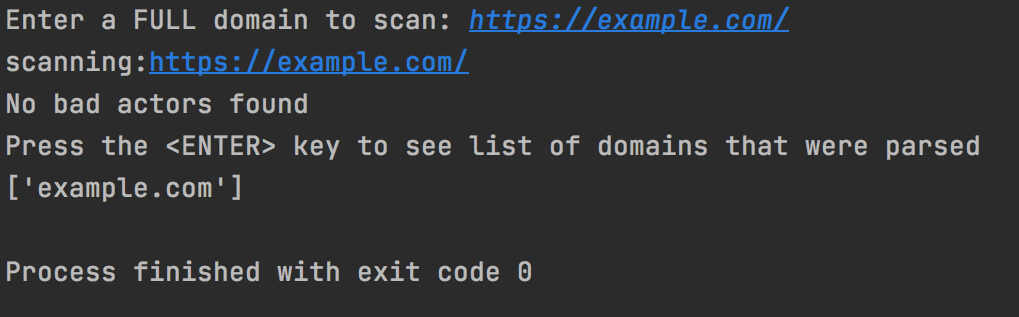 Enter a FULL domain to scan: https://example.com/
scanning:https://example.com/
No bad actors found
Press the <ENTER> key to see list of domains that were parsed
['example.com']
Process finished with exit code 0